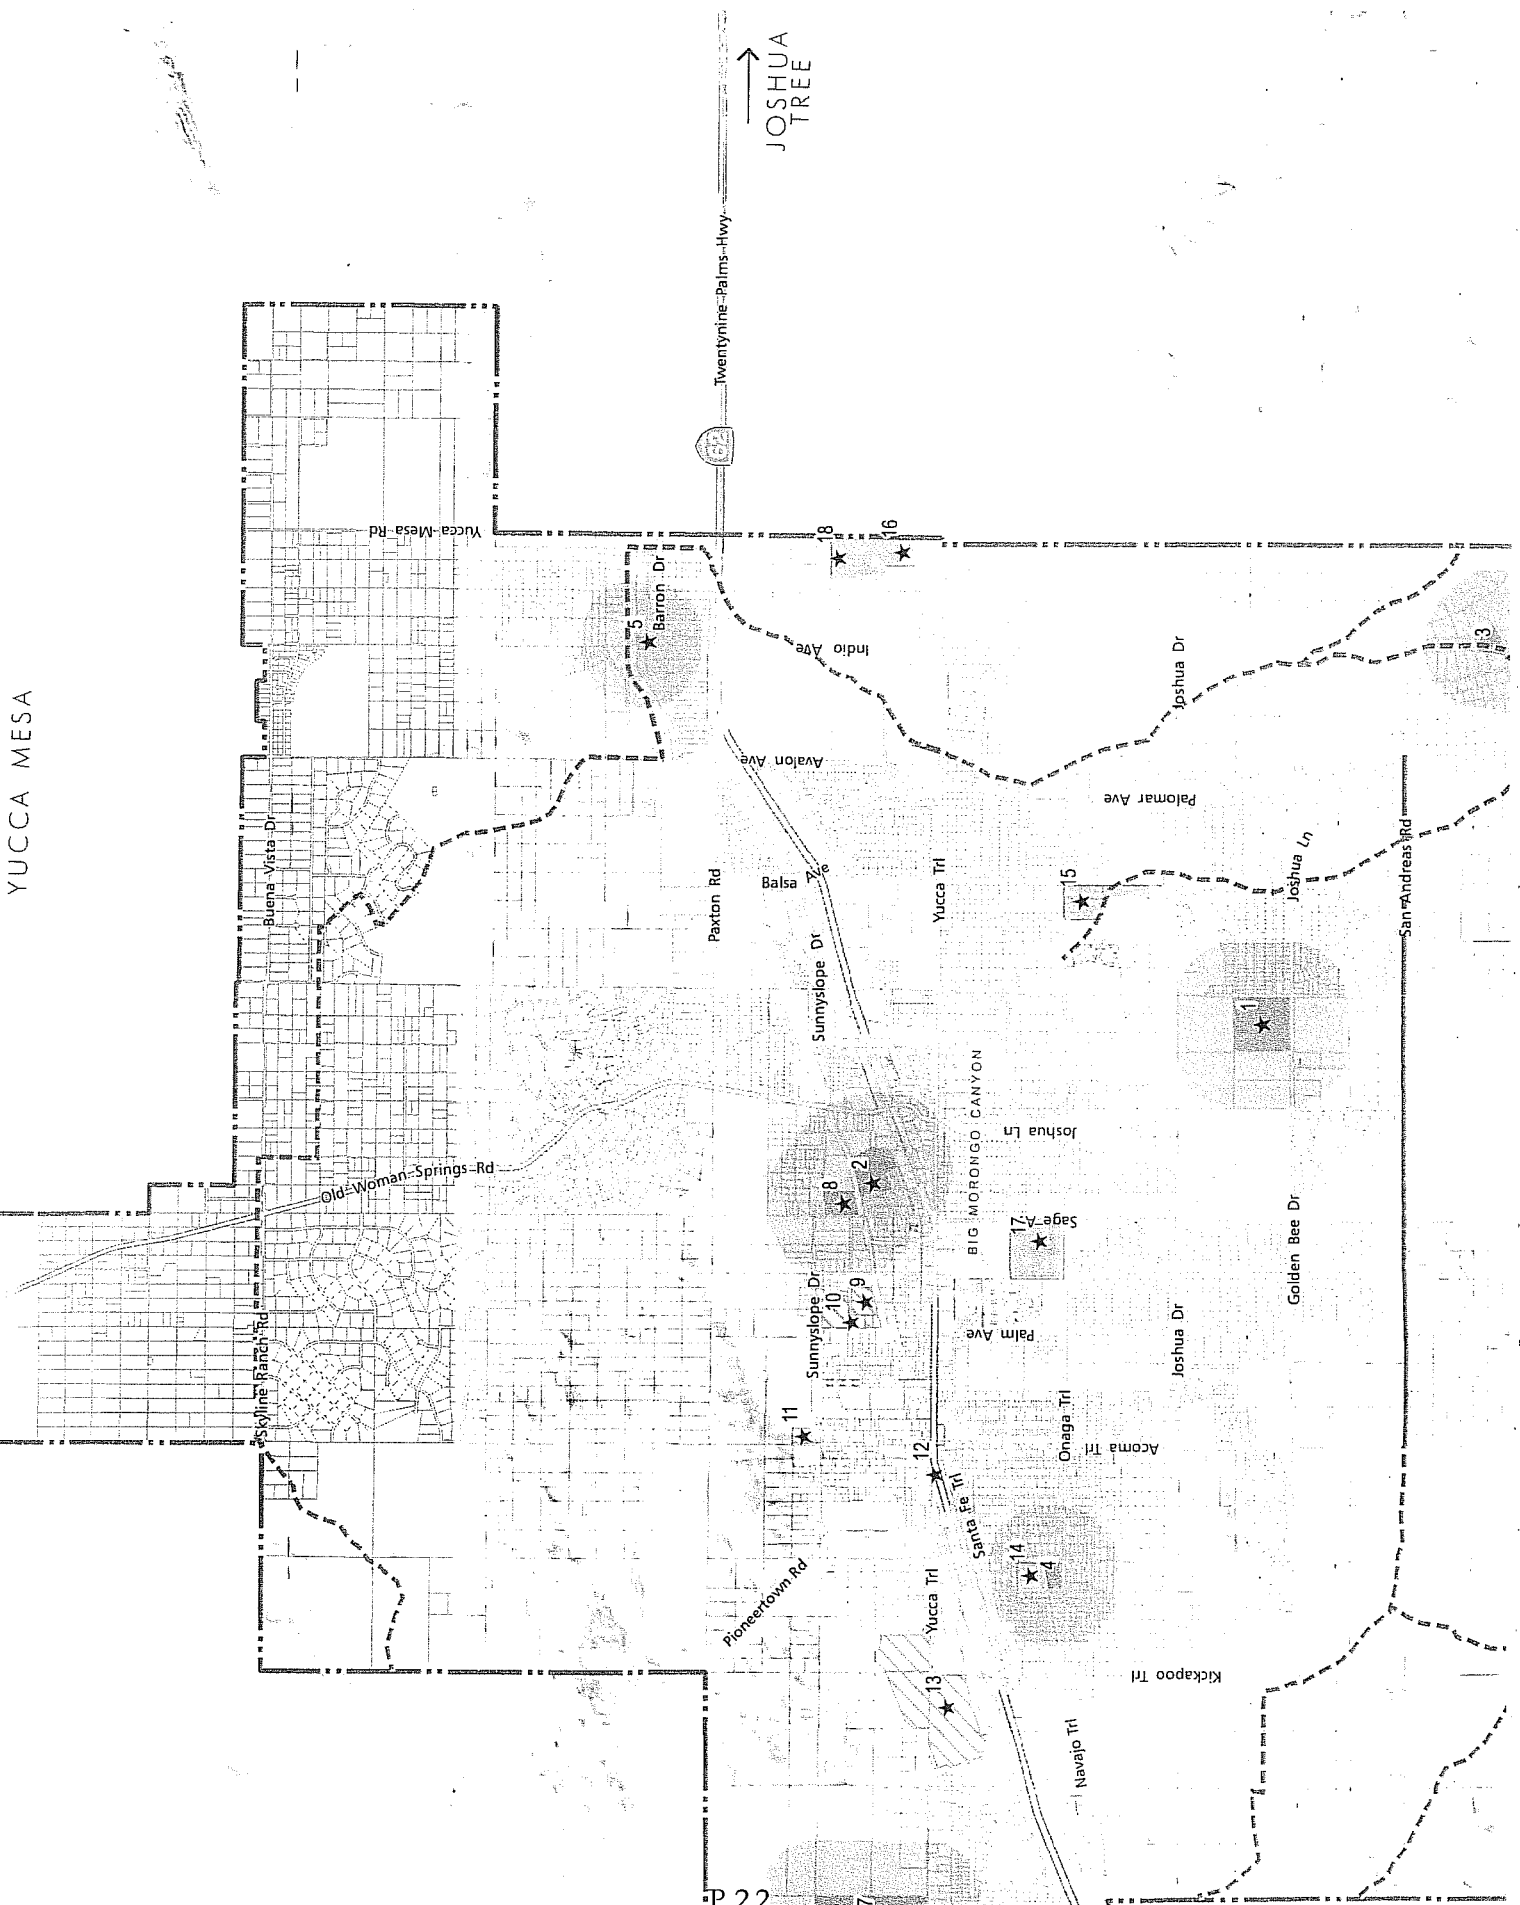 YUCCA MESA
JOSHUA
TREE
Twentynine Palms Hwy
62
Yucca Mesa Rd
18
16
5
Barron Dr
Indio Ave
Joshua Dr
3
Buena Vista Dr
Avalon Ave
Palomar Ave
Paxton Rd
Balsa Ave
Yucca Trl
15
Joshua Ln
San Andreas Rd
Sunnyslope Dr
1
BIG MORONGO CANYON
Joshua Ln
Old Woman Springs Rd
8
2
17
Sage A
Golden Bee Dr
Skyline Ranch Rd
Sunnyslope Dr
10
9
Palm Ave
Joshua Dr
11
12
Onaga Trl
Acoma Trl
Santa Fe Trl
14
4
Pioneertown Rd
Yucca Trl
13
Kickapoo Trl
Navajo Trl
P.22
7